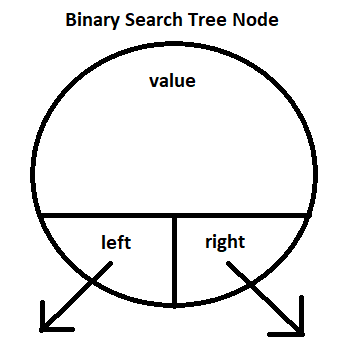 Binary Search Tree Node
value
left right